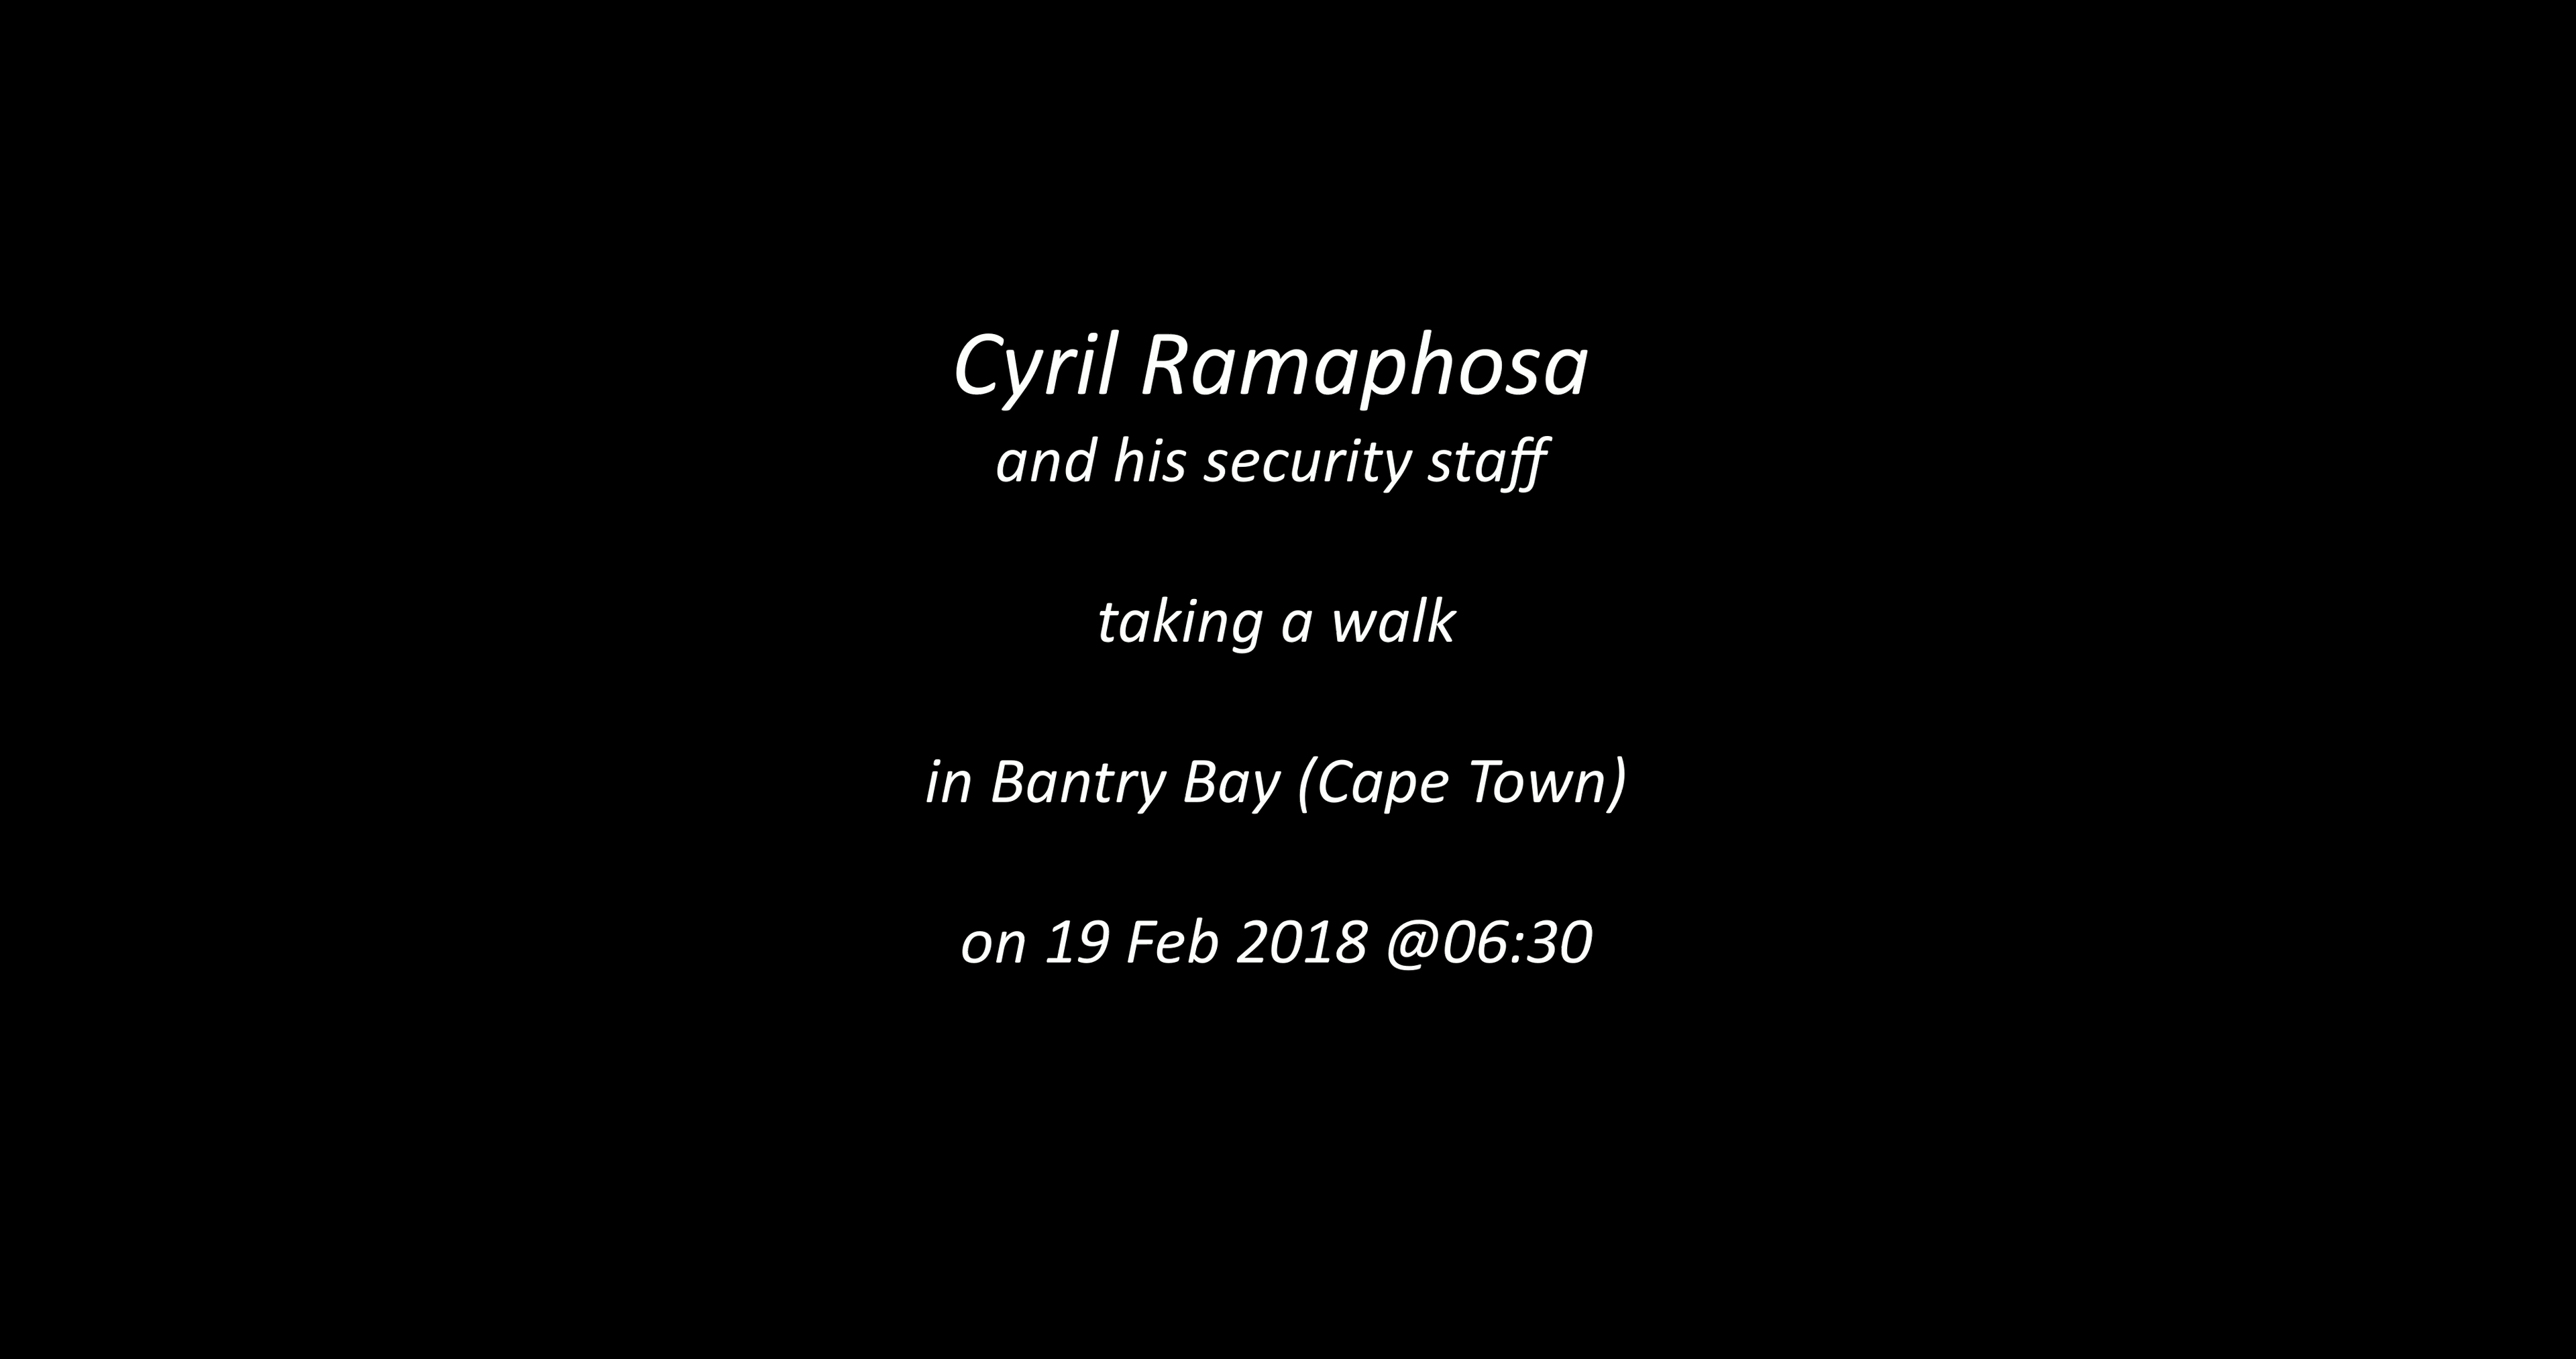 Cyril Ramaphosa
and his security staff
taking a walk
in Bantry Bay (Cape Town)
on 19 Feb 2018 @06:30